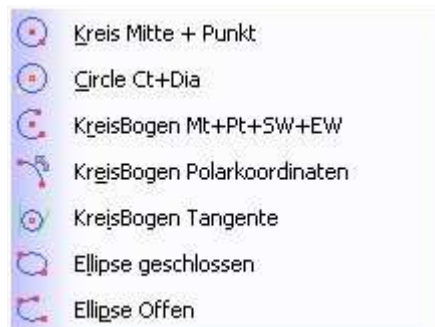 Kreis Mitte + Punkt
Circle Ct+Dia
KreisBogen Mt+Pt+SW+EW
KreisBogen Polarkoordinaten
KreisBogen Tangente
Ellipse geschlossen
Ellipse Offen